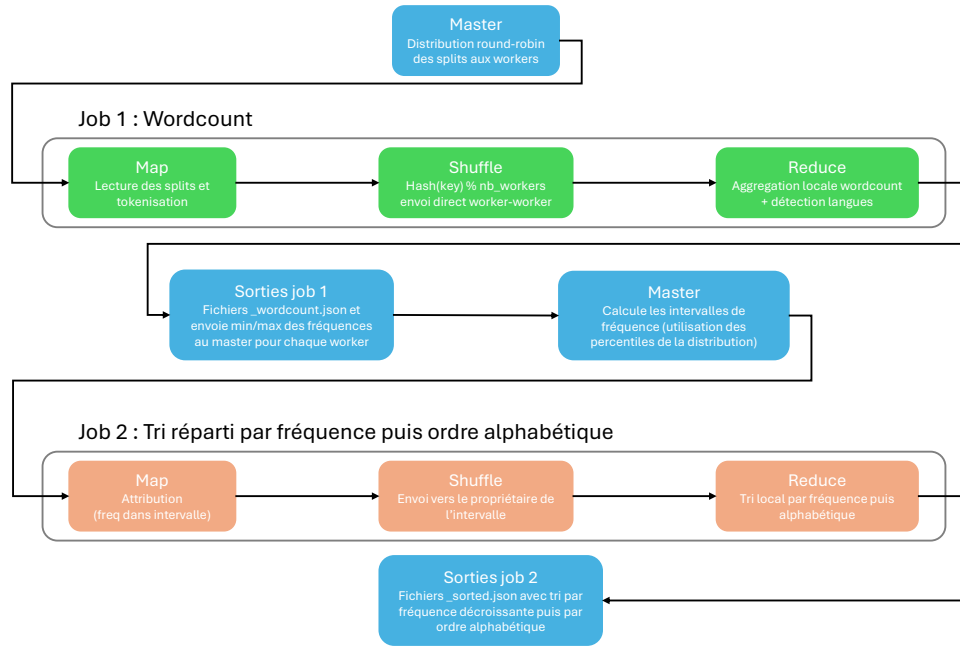 Master
Distribution round-robin
des splits aux workers
Job 1 : Wordcount
Map
Lecture des splits et
tokenisation
Shuffle
Hash(key) % nb_workers
envoi direct worker-worker
Reduce
Aggregation locale wordcount
+ détection langues
Sorties job 1
Fichiers _wordcount.json et
envoie min/max des fréquences
au master pour chaque worker
Master
Calcule les intervalles de
fréquence (utilisation des
percentiles de la distribution)
Job 2 : Tri réparti par fréquence puis ordre alphabétique
Map
Attribution
(freq dans intervalle)
Shuffle
Envoi vers le propriétaire de
l'intervalle
Reduce
Tri local par fréquence puis
alphabétique
Sorties job 2
Fichiers _sorted.json avec tri par
fréquence décroissante puis par
ordre alphabétique